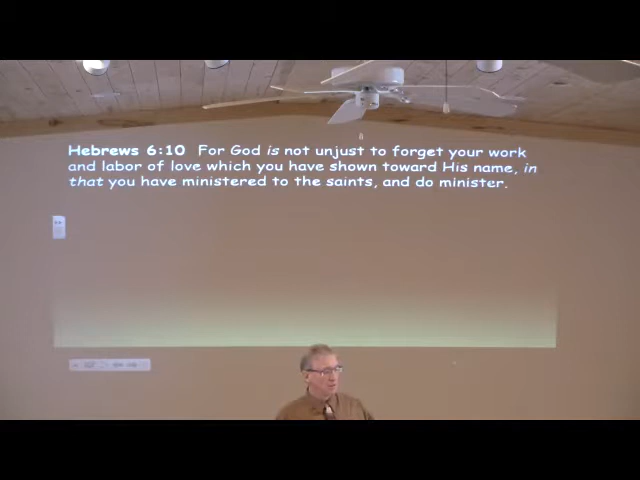 Hebrews 6:10 For God is not unjust to forget your work
and labor of love which you have shown toward His name, in
that you have ministered to the saints, and do minister.